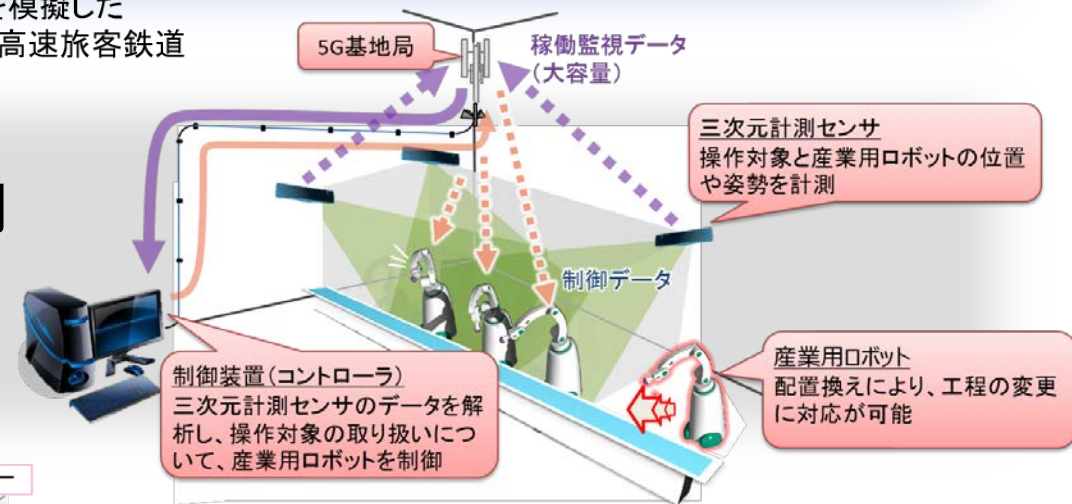 を模擬した
高速旅客鉄道
5G基地局
稼働監視データ
(大容量)
三次元計測センサ
操作対象と産業用ロボットの位置
や姿勢を計測
制御データ
産業用ロボット
配置換えにより、工程の変更
に対応が可能
制御装置(コントローラ)
三次元計測センサのデータを解
析し、操作対象の取り扱いにつ
いて、産業用ロボットを制御
ー